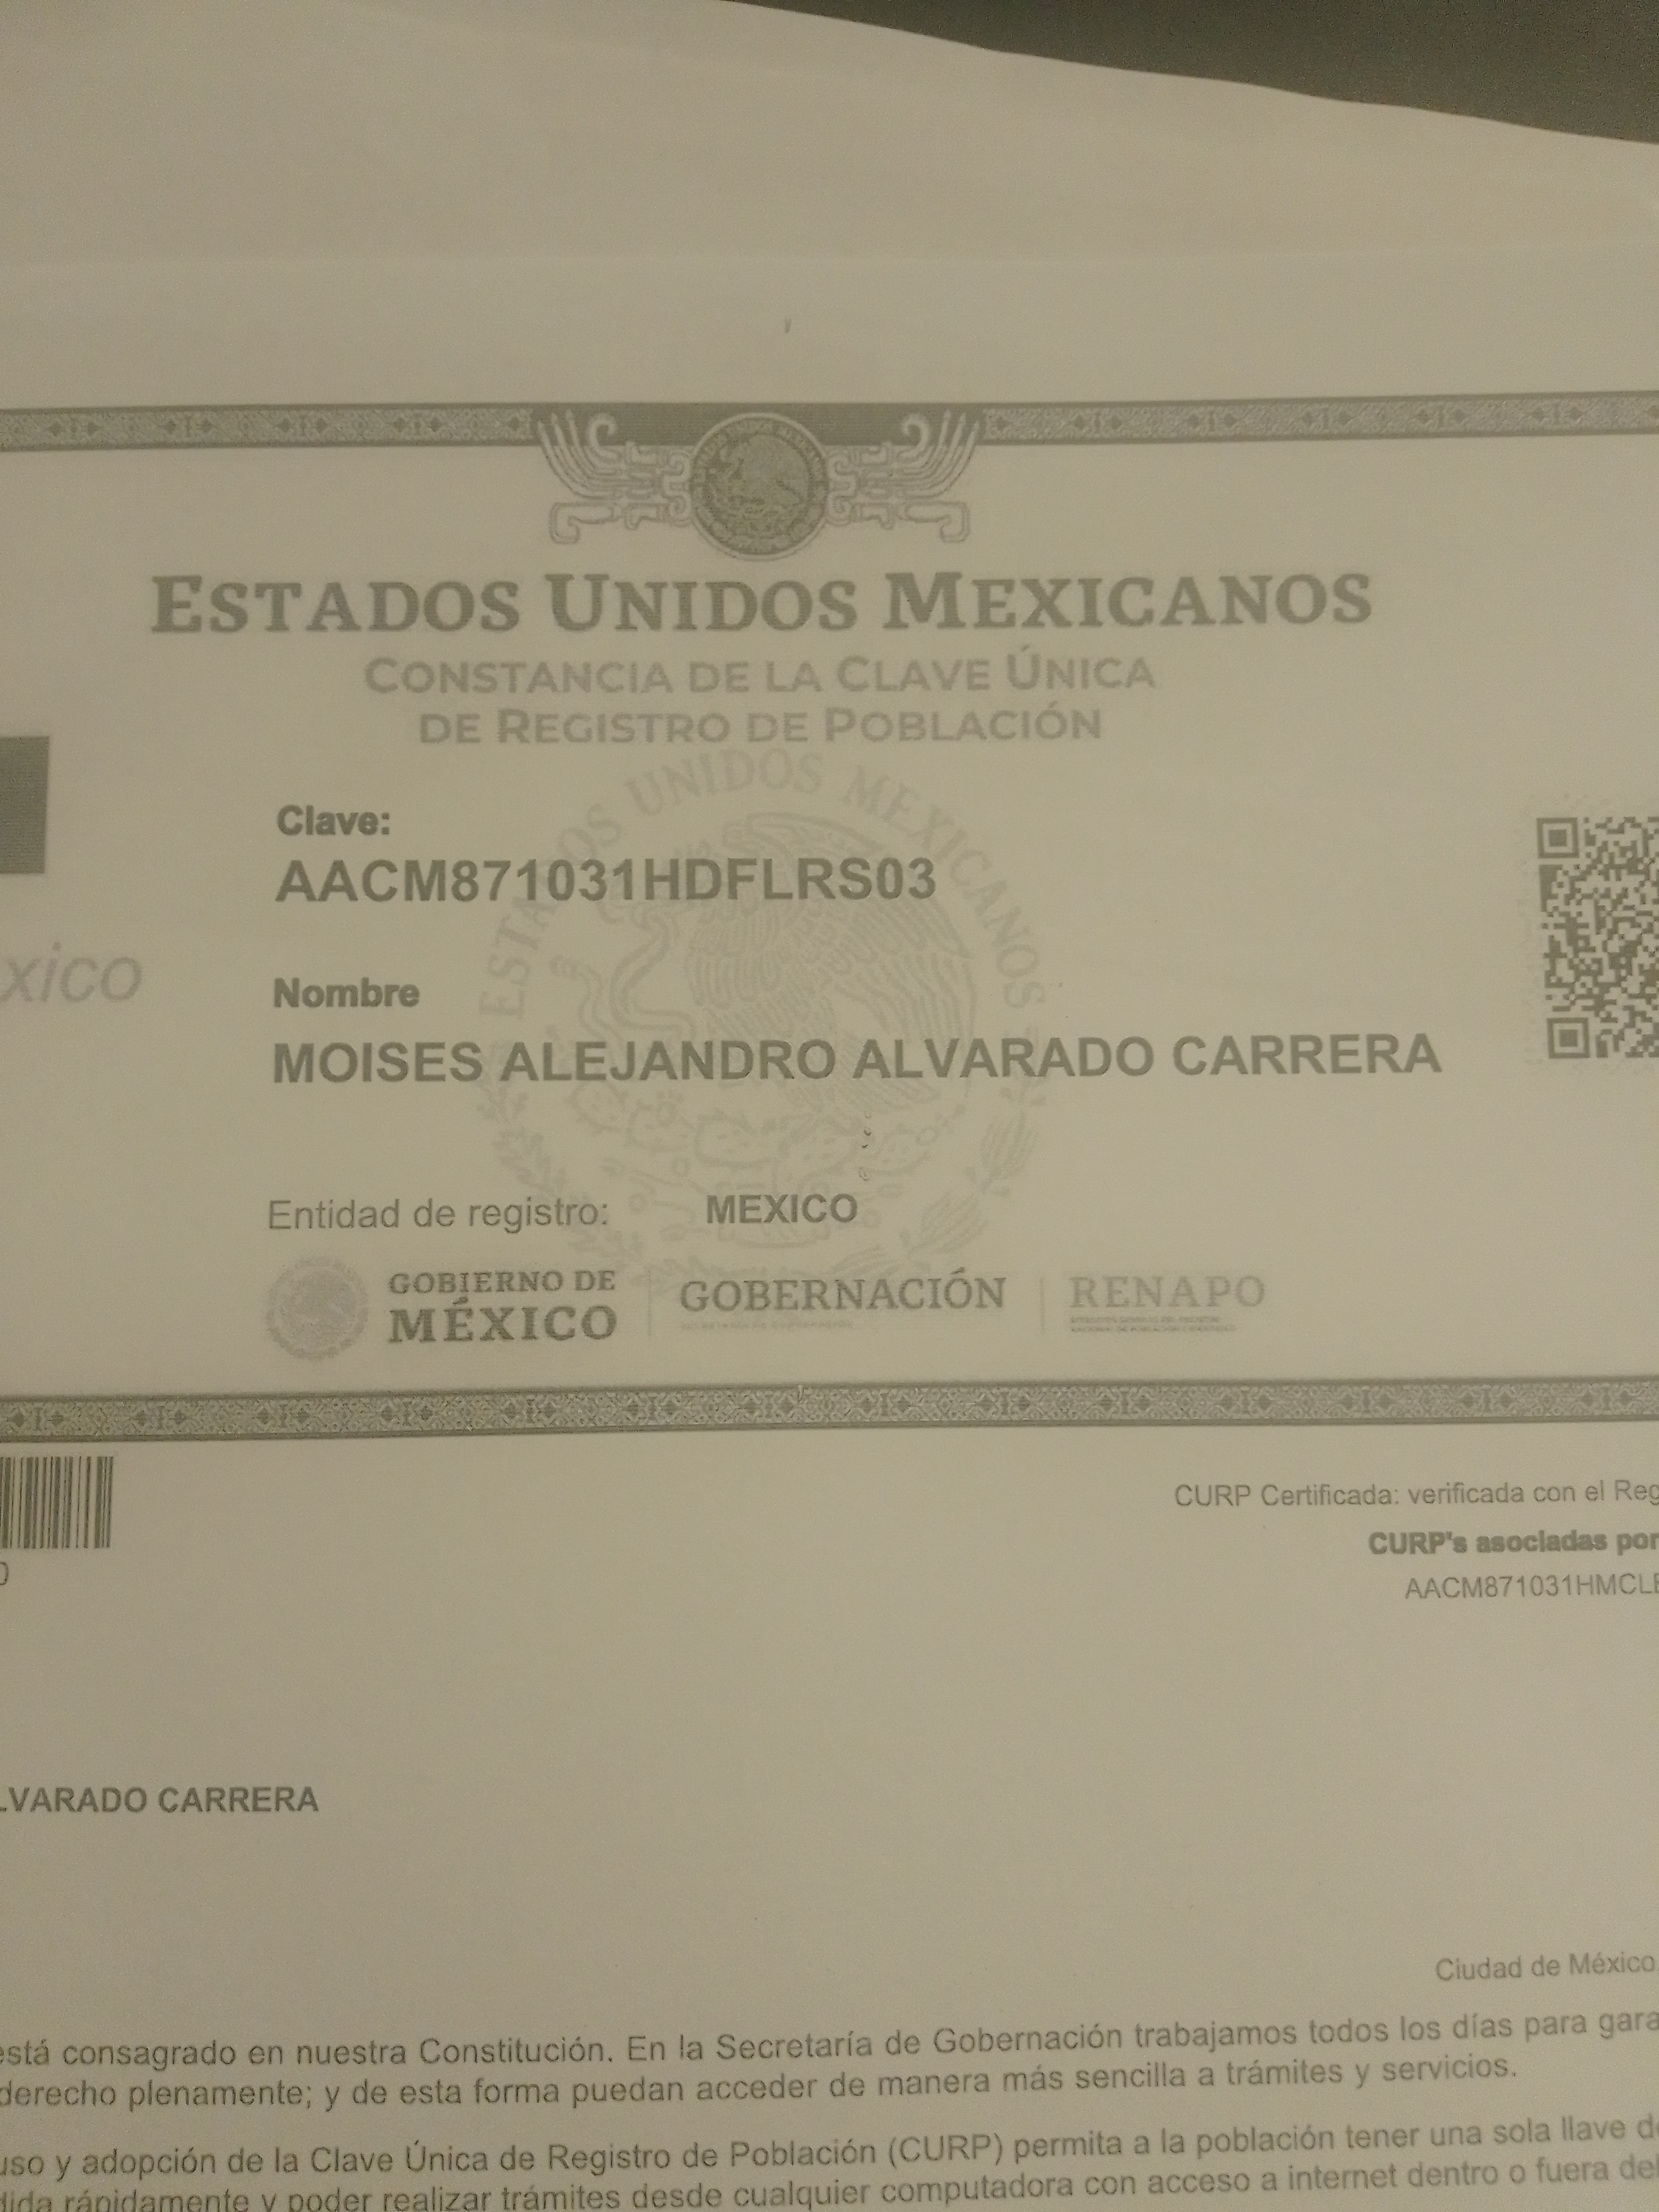 ESTADOS UNIDOS MEXICANOS
CONSTANCIA DE LA CLAVE ÚNICA
DE REGISTRO DE POBLACIÓN
ESTADOS UNIDOS MEXICANOS
Clave:
AACM871031HDFLRS03
xico
Nombre
MOISES ALEJANDRO ALVARADO CARRERA
Entidad de registro: MEXICO
GOBIERNO DE
MÉXICO
GOBERNACIÓN
RENAPO
CURP Certificada: verificada con el Reg
CURP's asociadas por
AACM871031HMCL
LVARADO CARRERA
Ciudad de México
está consagrado en nuestra Constitución. En la Secretaría de Gobernación trabajamos todos los días para gara
derecho plenamente; y de esta forma puedan acceder de manera más sencilla a trámites y servicios.
uso y adopción de la Clave Única de Registro de Población (CURP) permita a la población tener una sola llave de
dida rápidamente y poder realizar trámites desde cualquier computadora con acceso a internet dentro o fuera del